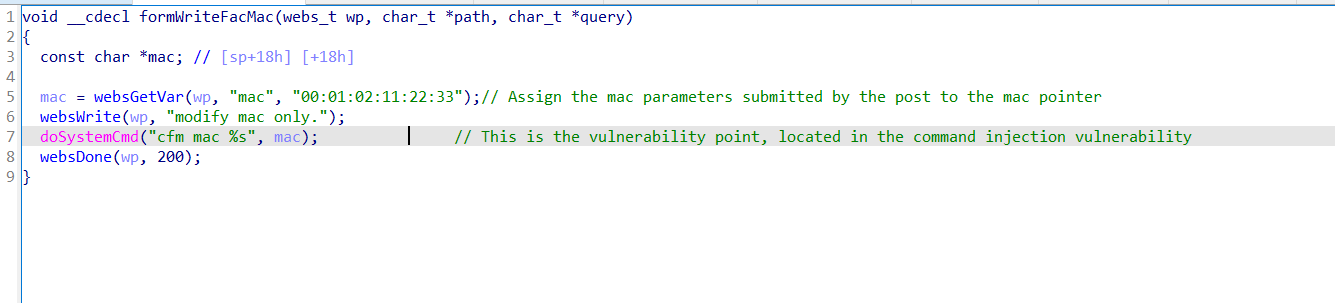 1 void __cdecl formWriteFacMac(webs_t wp, char_t *path, char_t *query)
2 {
3 const char *mac; // [sp+18h] [+18h]
4
5 mac = websGetVar(wp, "mac", "00:01:02:11:22:33");// Assign the mac parameters submitted by the post to the mac pointer
6 websWrite(wp, "modify mac only.");
7 doSystemCmd("cfm mac %s", mac); // This is the vulnerability point, located in the command injection vulnerability
8 websDone(wp, 200);
9 }